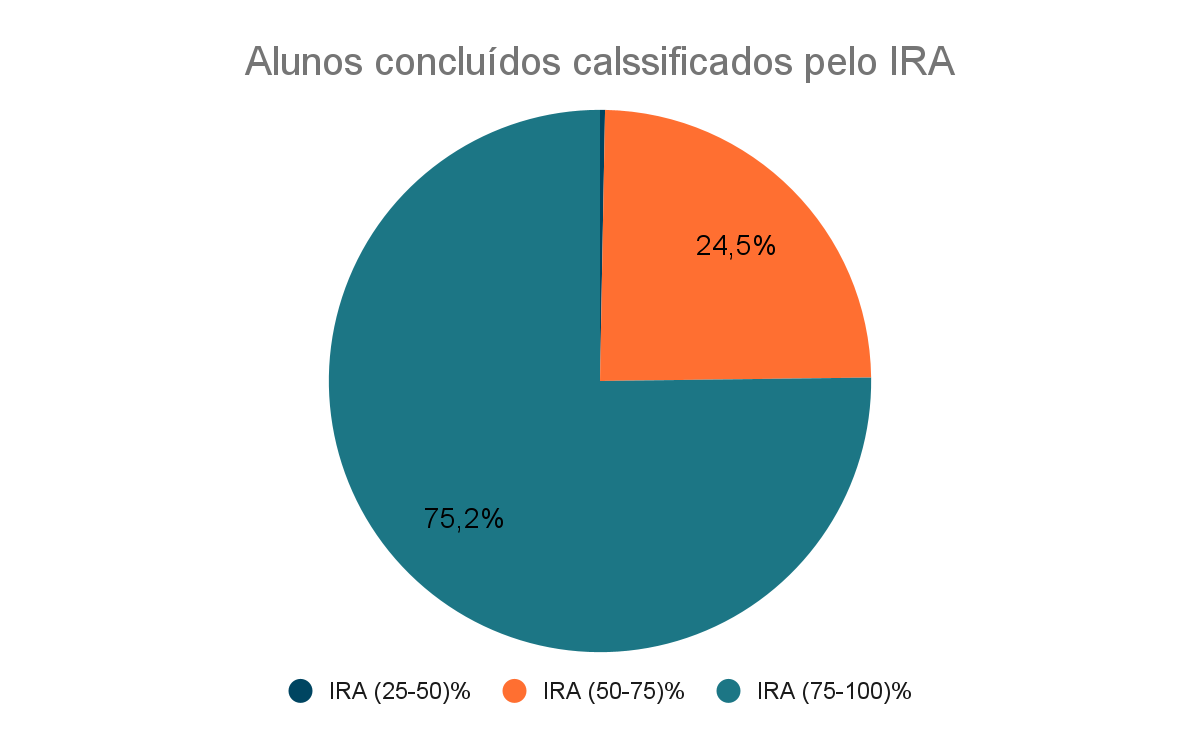 Alunos concluídos calssificados pelo IRA
24,5%
75,2%
IRA (25-50)% IRA (50-75)% IRA (75-100)%